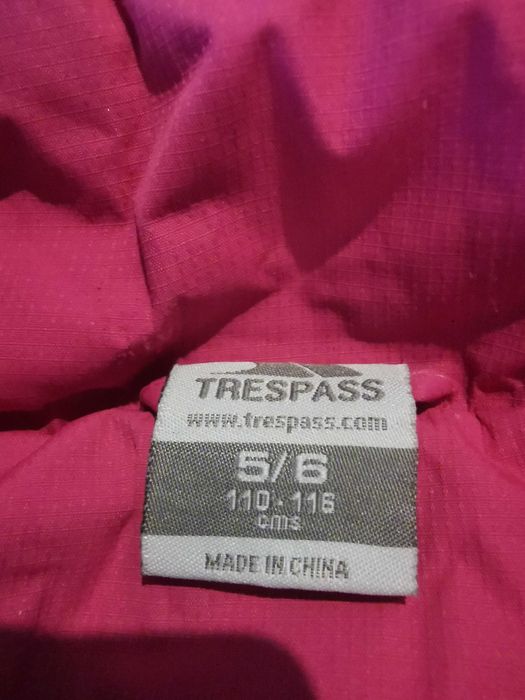 TRESPASS
www.trespass.com
5/6
110-116
cms
MADE IN CHINA